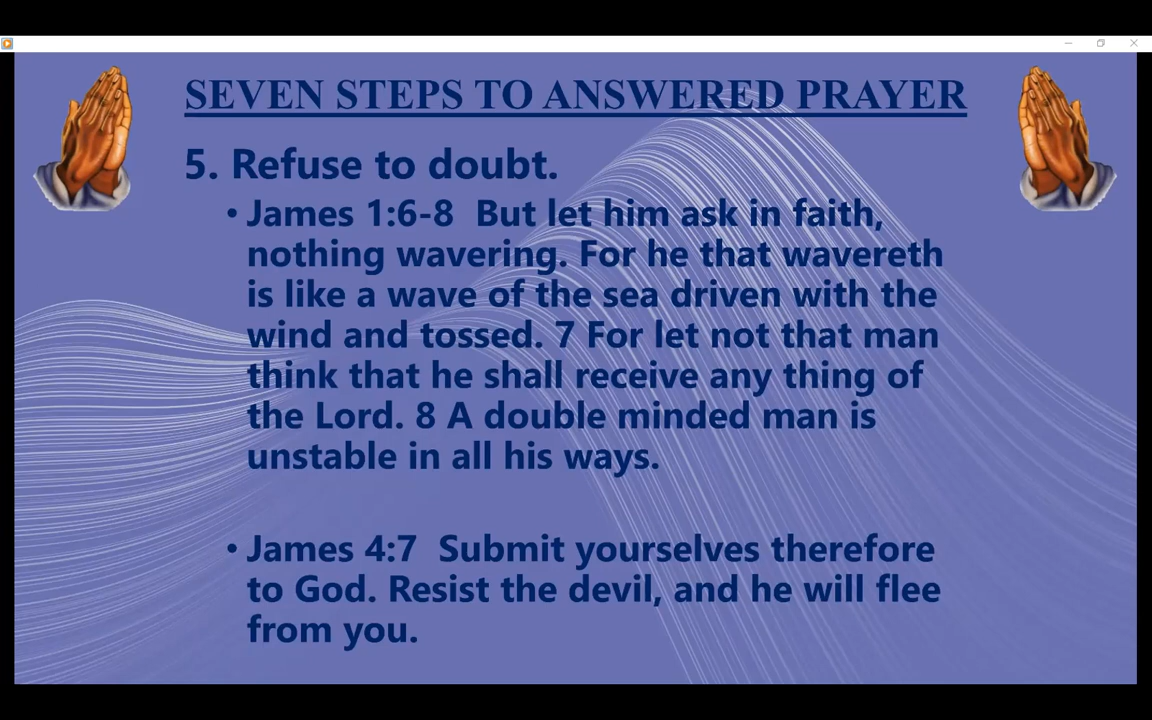 SEVEN STEPS TO ANSWERED PRAYER
5. Refuse to doubt.
• James 1:6-8  But let him ask in faith,
nothing wavering. For he that wavereth
is like a wave of the sea driven with the
wind and tossed. 7 For let not that man
think that he shall receive any thing of
the Lord. 8 A double minded man is
unstable in all his ways.
• James 4:7  Submit yourselves therefore
to God. Resist the devil, and he will flee
from you.